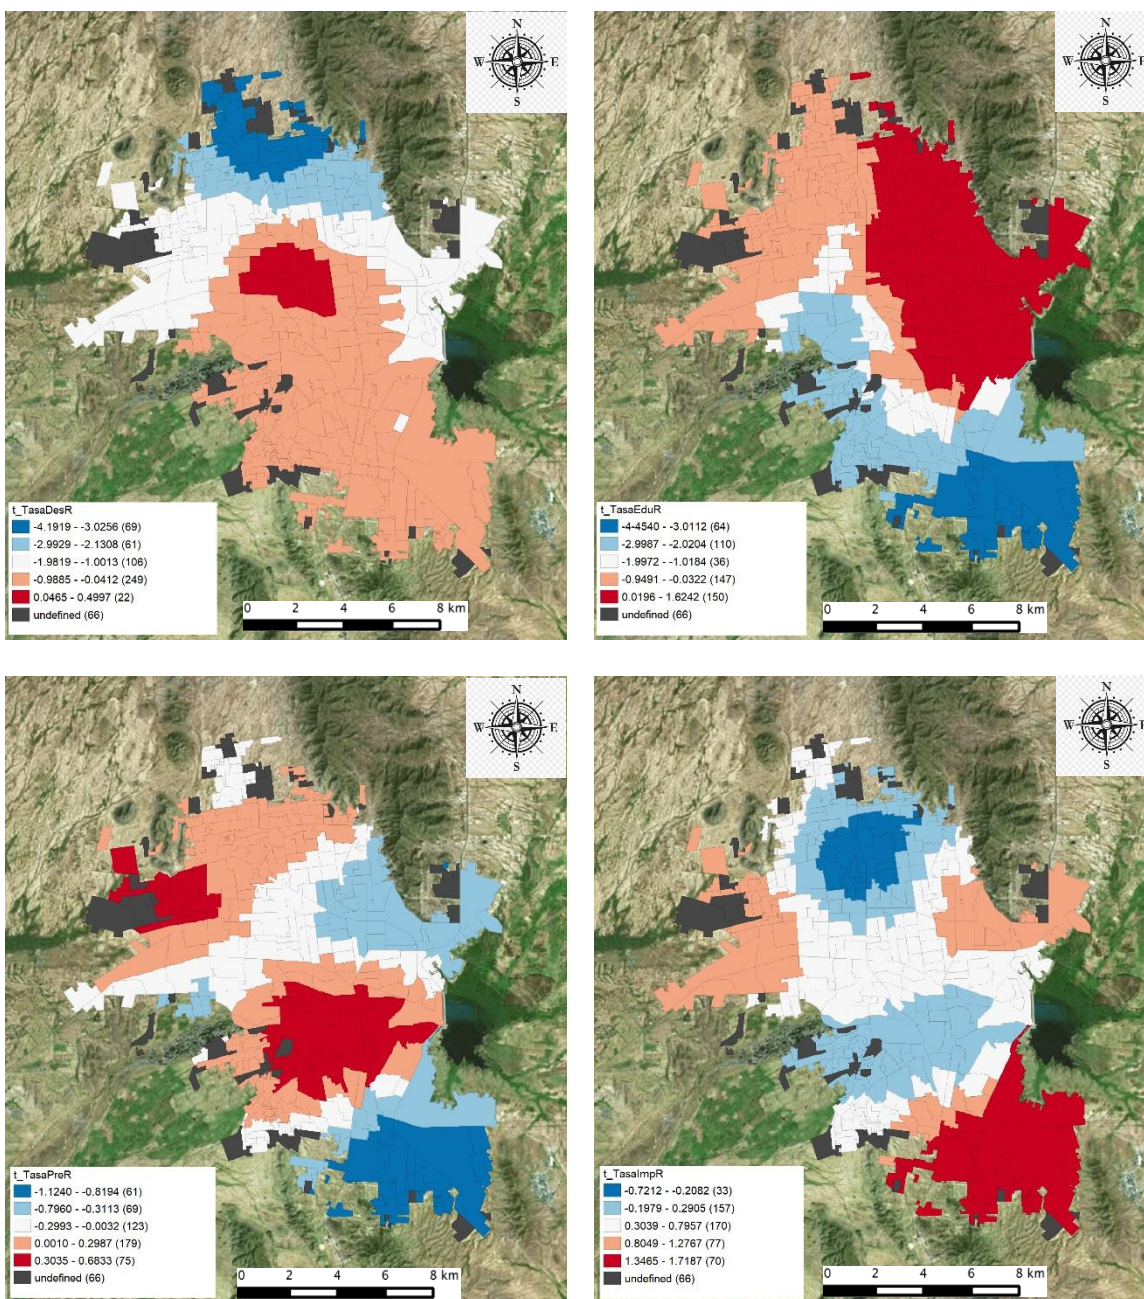 N
W E
S
t_TasaDesR
-4.1919 - -3.0256 (69)
-2.9929 - -2.1308 (61)
-1.9819 - -1.0013 (106)
-0.9885 - -0.0412 (249)
0.0465 - 0.4997 (22)
undefined (66)
0 2 4 6 8 km
N
W E
S
t_TasaEduR
-4.4540 - -3.0112 (64)
-2.9987 - -2.0204 (110)
-1.9972 - -1.0184 (36)
-0.9491 - -0.0322 (147)
0.0196 - 1.6242 (150)
undefined (66)
0 2 4 6 8 km
N
W E
S
t_TasaPreR
-1.1240 - -0.8194 (61)
-0.7960 - -0.3113 (69)
-0.2993 - -0.0032 (123)
0.0010 - 0.2987 (179)
0.3035 - 0.6833 (75)
undefined (66)
0 2 4 6 8 km
N
W E
S
t_TasaImpR
-0.7212 - -0.2082 (33)
-0.1979 - 0.2905 (157)
0.3039 - 0.7957 (170)
0.8049 - 1.2767 (77)
1.3465 - 1.7187 (70)
undefined (66)
0 2 4 6 8 km